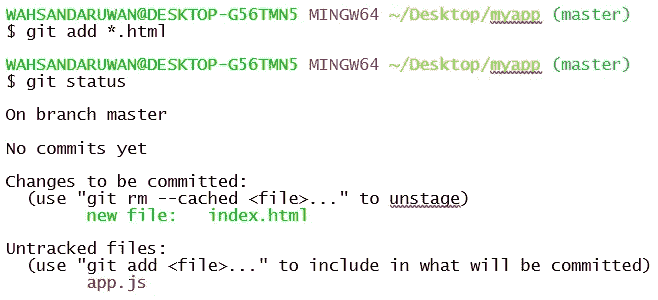 WAHSANDARUWAN@DESKTOP-G56TMN5 MINGW64 ~/Desktop/myapp (master)
$ git add *.html
WAHSANDARUWAN@DESKTOP-G56TMN5 MINGW64 ~/Desktop/myapp (master)
$ git status
On branch master
No commits yet
Changes to be committed:
(use "git rm --cached <file>..." to unstage)
new file: index.html
Untracked files:
(use "git add <file>..." to include in what will be committed)
app.js